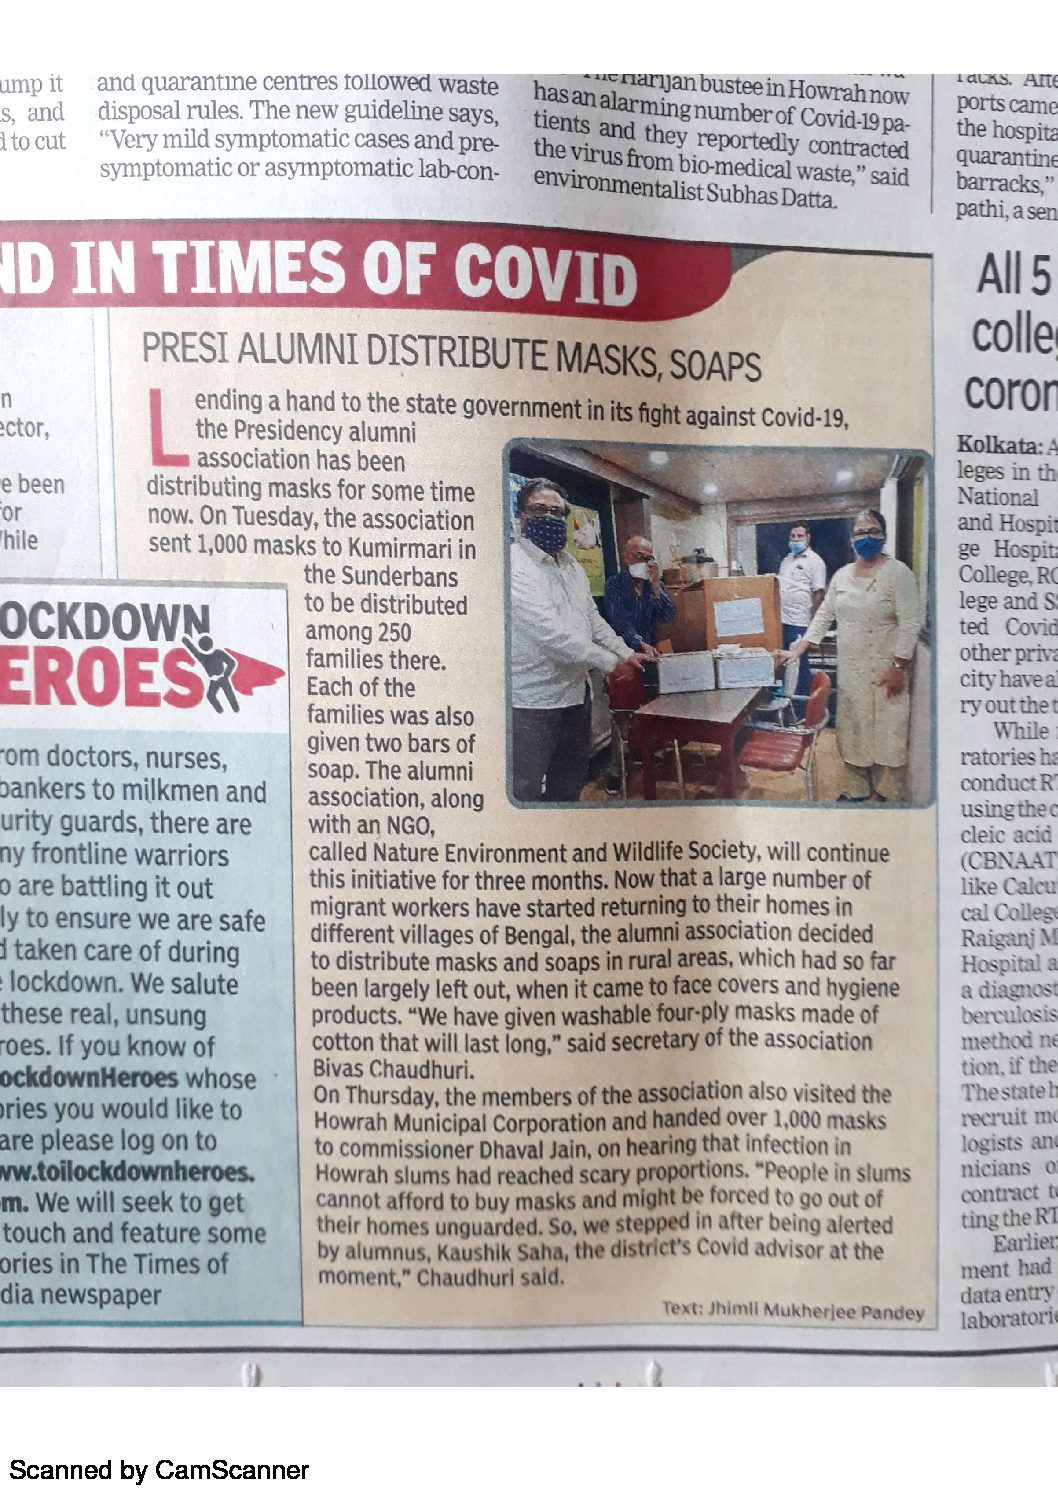 ump it
s, and
d to cut
and quarantine centres followed waste
disposal rules. The new guideline says,
“Very mild symptomatic cases and pre-
symptomatic or asymptomatic lab-con-
The Harijan bustee in Howrah now
has an alarming number of Covid-19 pa-
tients and they reportedly contracted
the virus from bio-medical waste,” said
environmentalist Subhas Datta.
racks. Afte
ports came
the hospita
quarantine
barracks,”
pathi, a sen
ND IN TIMES OF COVID
PRESI ALUMNI DISTRIBUTE MASKS, SOAPS
Lending a hand to the state government in its fight against Covid-19,
the Presidency alumni
association has been
distributing masks for some time
now. On Tuesday, the association
sent 1,000 masks to Kumirmari in
the Sunderbans
to be distributed
among 250
families there.
Each of the
families was also
given two bars of
soap. The alumni
association, along
with an NGO,
called Nature Environment and Wildlife Society, will continue
this initiative for three months. Now that a large number of
migrant workers have started returning to their homes in
different villages of Bengal, the alumni association decided
to distribute masks and soaps in rural areas, which had so far
been largely left out, when it came to face covers and hygiene
products. “We have given washable four-ply masks made of
cotton that will last long,” said secretary of the association
Bivas Chaudhuri.
On Thursday, the members of the association also visited the
Howrah Municipal Corporation and handed over 1,000 masks
to commissioner Dhaval Jain, on hearing that infection in
Howrah slums had reached scary proportions. “People in slums
cannot afford to buy masks and might be forced to go out of
their homes unguarded. So, we stepped in after being alerted
by alumnus, Kaushik Saha, the district’s Covid advisor at the
moment,” Chaudhuri said.
Text: Jhimli Mukherjee Pandey
n
ector,
e been
for
While
OCKDOWN
EROES
rom doctors, nurses,
bankers to milkmen and
urity guards, there are
ny frontline warriors
o are battling it out
ly to ensure we are safe
d taken care of during
e lockdown. We salute
these real, unsung
roes. If you know of
ockdownHeroes whose
ories you would like to
are please log on to
ww.toilockdownheroes.
om. We will seek to get
touch and feature some
ories in The Times of
dia newspaper
All 5
colleg
coron
Kolkata: A
leges in th
National
and Hospit
ge Hospita
College, RG
lege and S
ted Covid
other priva
city have al
ry out the t
While
ratories ha
conduct RT
using the c
cleic acid
(CBNAAT
like Calcu
cal College
Raiganj M
Hospital a
a diagnost
berculosis
method ne
tion, if the
The state h
recruit mo
logists and
nicians o
contract to
ting the RT
Earlier
ment had
data entry
laboratorie
Scanned by CamScanner